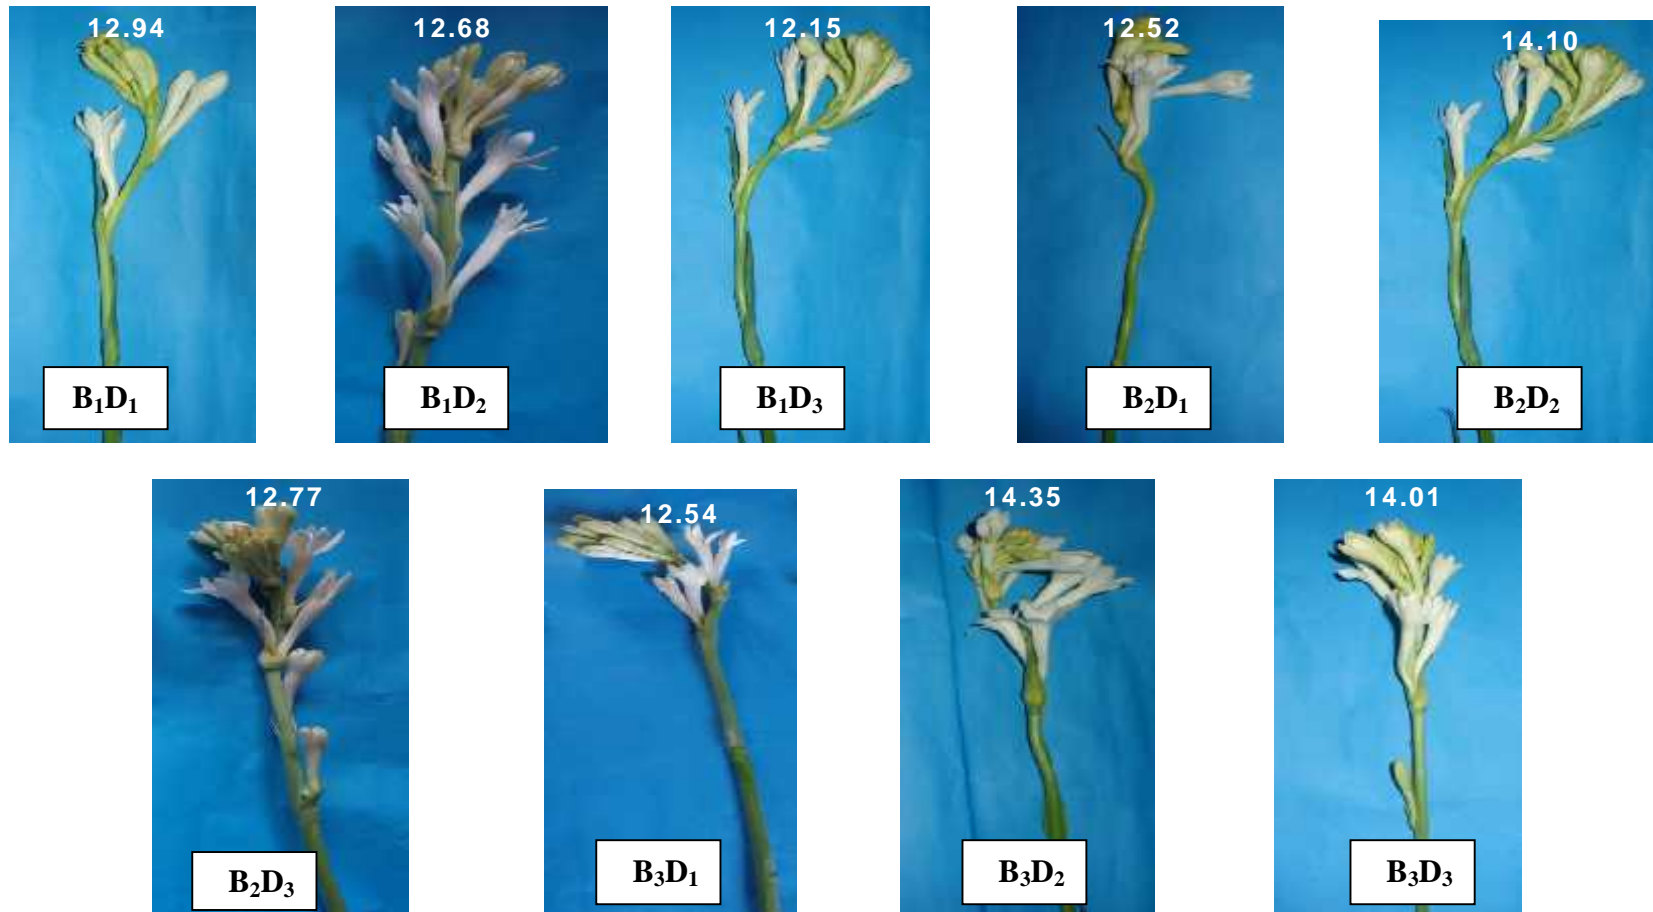 12.94
12.68
12.15
12.52
14.10
B₁D₁
B₁D₂
B₁D₃
B₂D₁
B₂D₂
12.77
12.54
14.35
14.01
B₂D₃
B₃D₁
B₃D₂
B₃D₃